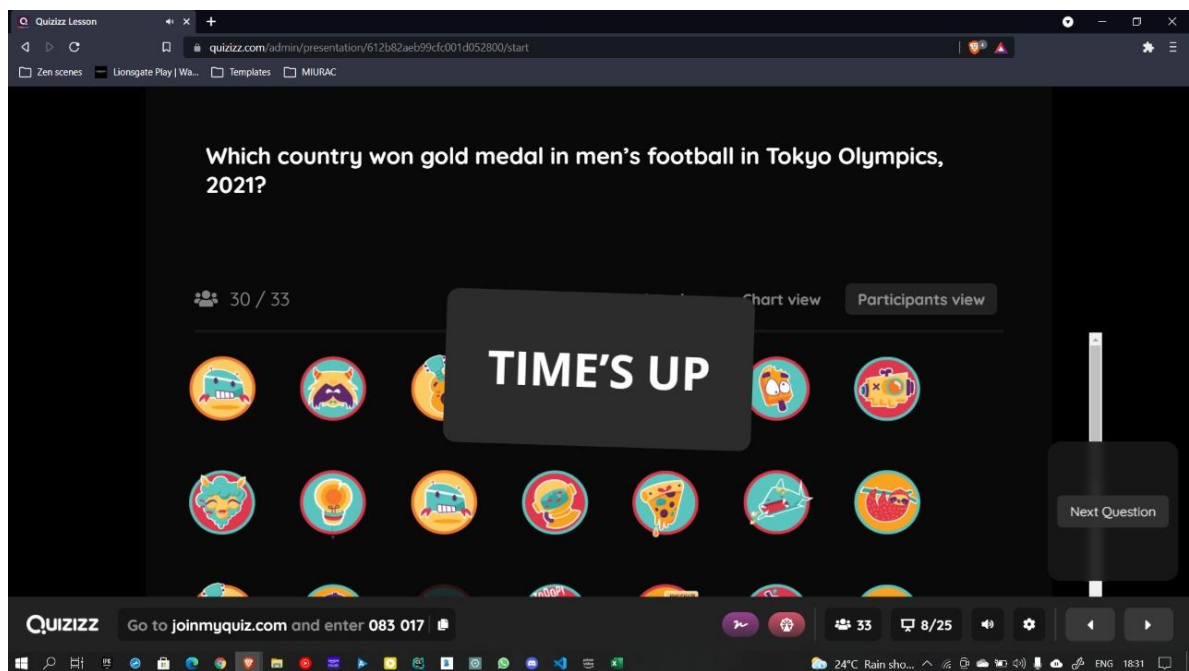 Quizizz Lesson
quizizz.com/admin/presentation/612b82aeb99cfc001d052800/start
Zen scenes Lionsgate Play | Wa... Templates MIURAC
Which country won gold medal in men's football in Tokyo Olympics,
2021?
30 / 33
Chart view Participants view
TIME'S UP
Next Question
QUIZIZZ Go to joinmyquiz.com and enter 083 017 33 8/25
24°C Rain sho... ENG 1831